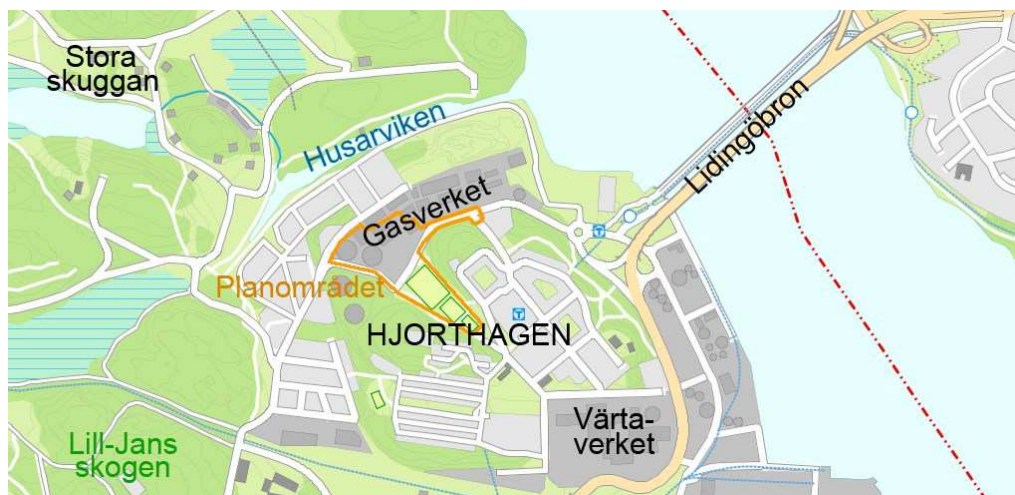 Stora
skuggan
Husarviken
Lidingöbron
Gasverket
Planområdet
HJORTHAGEN
Värta-
verket
Lill-Jans
skogen
T
T